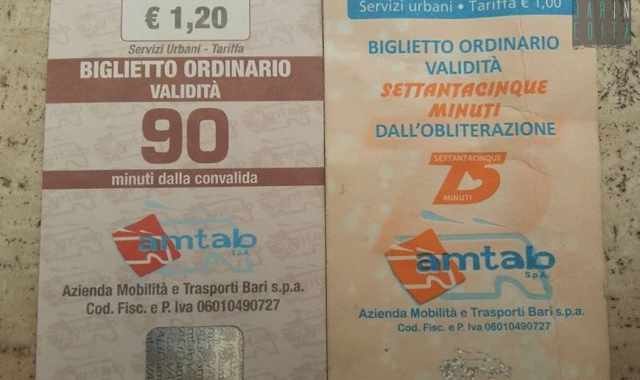 € 1,20
Servizi Urbani - Tariffa
BIGLIETTO ORDINARIO
VALIDITÀ
90
minuti dalla convalida
amtab
Azienda Mobilità e Trasporti Bari s.p.a.
Cod. Fisc. e P. Iva 06010490727
Servizi urbani • Tariffa € 1,00
BIGLIETTO ORDINARIO
VALIDITÀ
SETTANTACINQUE
MINUTI
DALL'OBLITERAZIONE
SETTANTACINQUE
75
MINUTI
amtab
S.p.A.
Azienda Mobilità e Trasporti Bari s.p.a.
Cod. Fisc. e P. Iva 06010490727